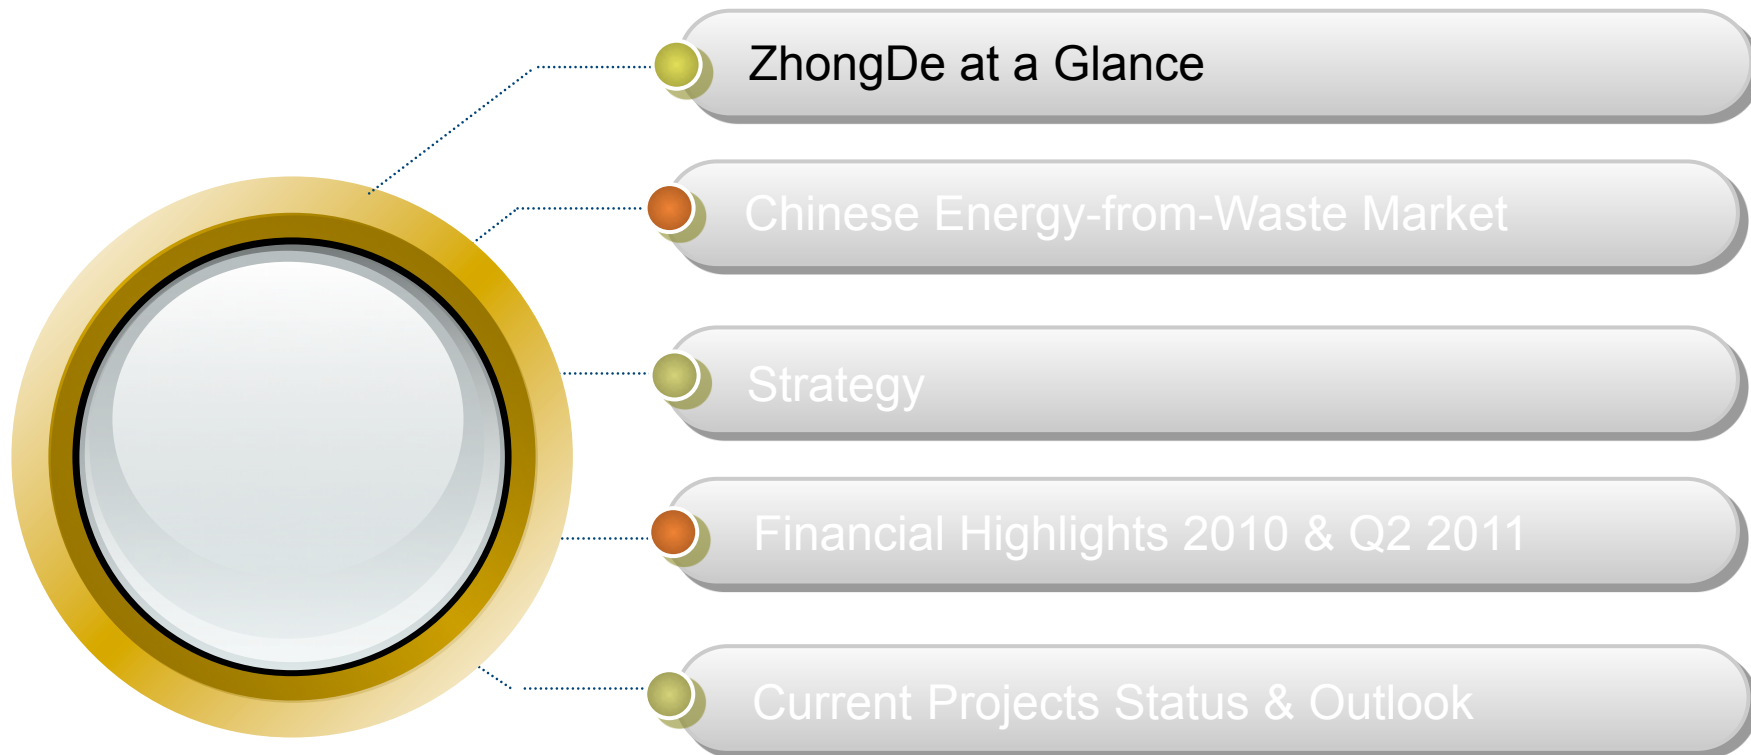 ZhongDe at a Glance
Chinese Energy-from-Waste Market
Strategy
Financial Highlights 2010 & Q2 2011
Current Projects Status & Outlook